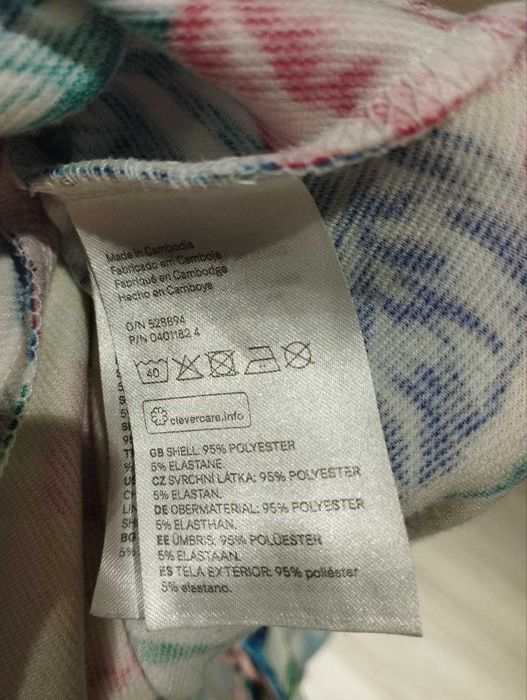 Made in Cambodia
Fabricado em Camboja
Fabriqué en Cambodge
Hecho en Camboya
O/N 528894
P/N 0401182 4
40
clevercare.info
GB SHELL: 95% POLYESTER
5% ELASTANE.
CZ SVRCHNÍ LÁTKA: 95% POLYESTER
5% ELASTAN.
DE OBERMATERIAL: 95% POLYESTER
5% ELASTHAN.
EE ÜMBRIS: 95% POLÜESTER
5% ELASTAAN.
ES TELA EXTERIOR: 95% poliéster
5% elastano.